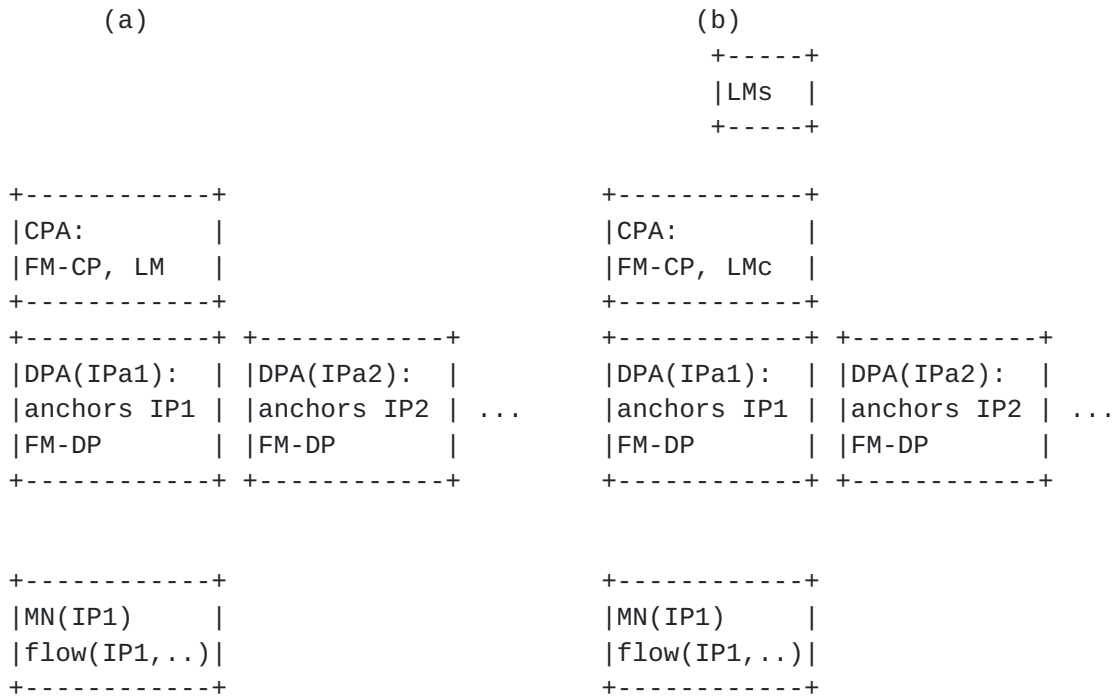 (a)                                (b)
                                          +-----+
                                          |LMs  |
                                          +-----+

+------------+                     +------------+
|CPA:        |                     |CPA:        |
|FM-CP, LM   |                     |FM-CP, LMc  |
+------------+                     +------------+
+------------+ +------------+      +------------+ +------------+
|DPA(IPa1):  | |DPA(IPa2):  |      |DPA(IPa1):  | |DPA(IPa2):  |
|anchors IP1 | |anchors IP2 | ...  |anchors IP1 | |anchors IP2 | ...
|FM-DP       | |FM-DP       |      |FM-DP       | |FM-DP       |
+------------+ +------------+      +------------+ +------------+

+------------+                     +------------+
|MN(IP1)     |                     |MN(IP1)     |
|flow(IP1,..)|                     |flow(IP1,..)|
+------------+                     +------------+